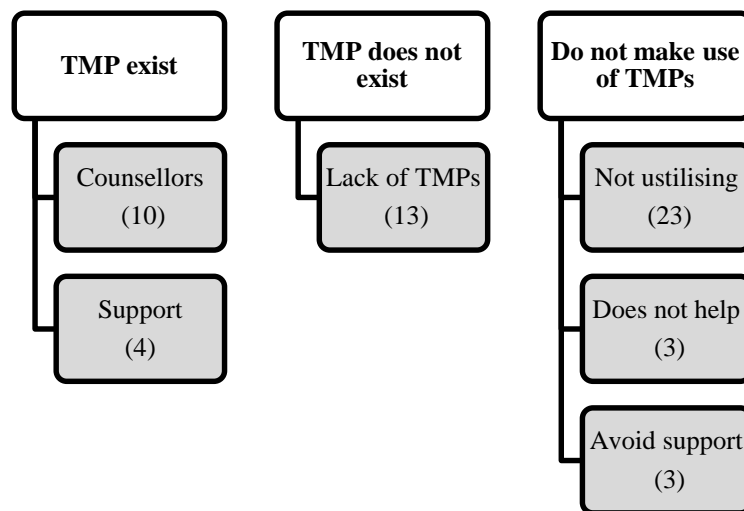 TMP exist
Counsellors
(10)
Support
(4)
TMP does not
exist
Lack of TMPs
(13)
Do not make use
of TMPs
Not ustilising
(23)
Does not help
(3)
Avoid support
(3)